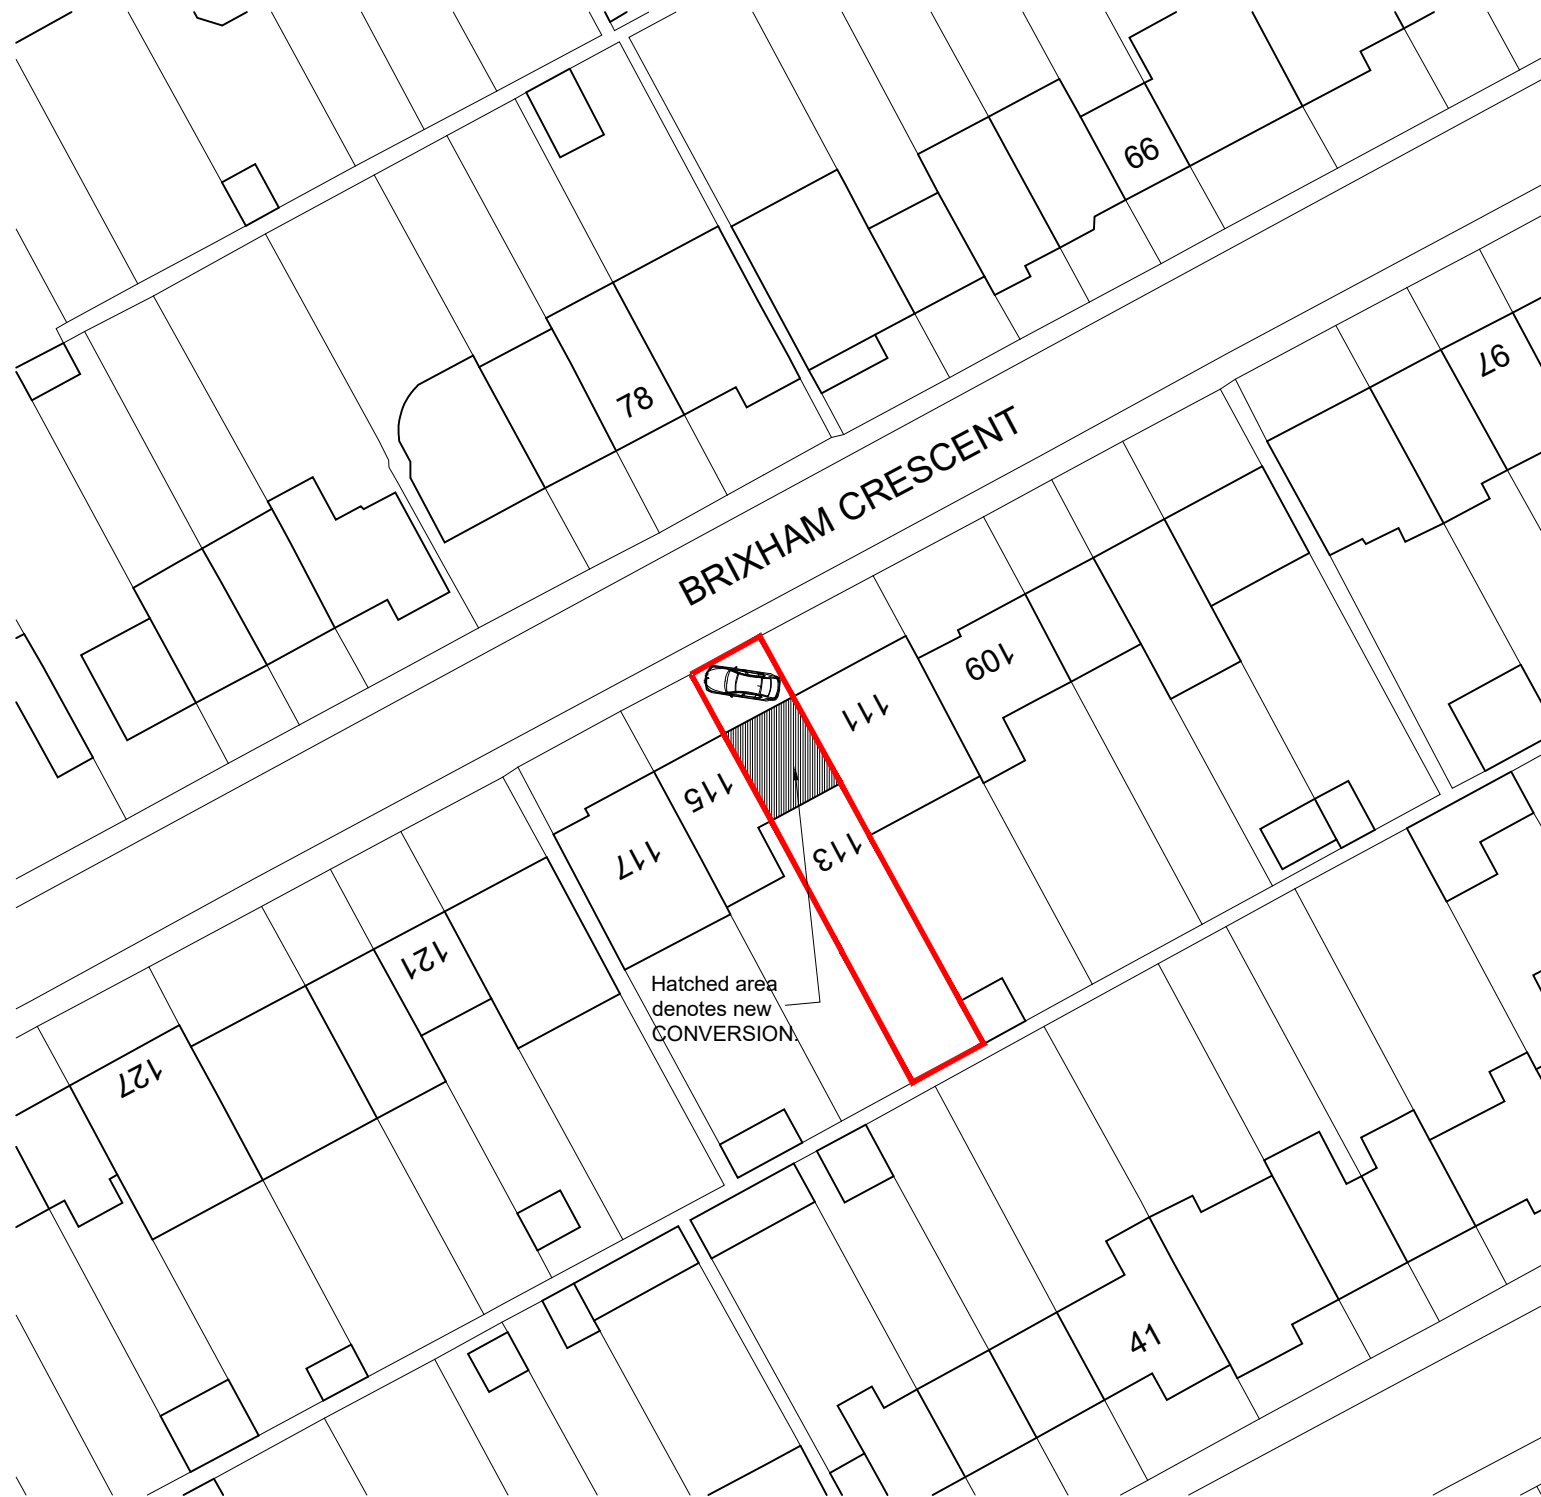 66
97
78
BRIXHAM CRESCENT
109
111
115
113
117
121
Hatched area
denotes new
CONVERSION.
127
41